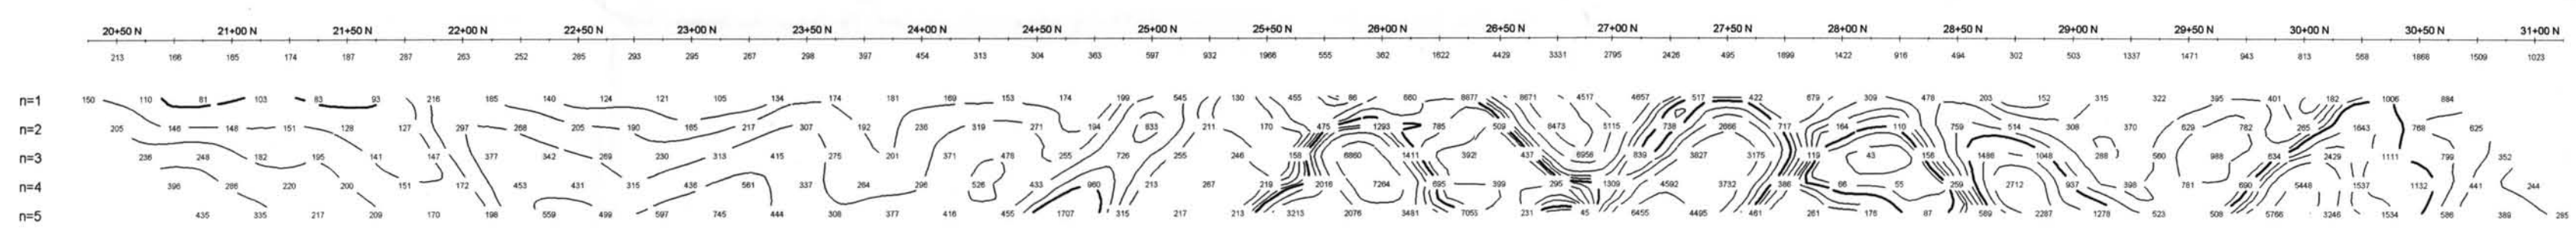 20+50 N 21+00 N 21+50 N 22+00 N 22+50 N 23+00 N 23+50 N 24+00 N 24+50 N 25+00 N 25+50 N 26+00 N 26+50 N 27+00 N 27+50 N 28+00 N 28+50 N 29+00 N 29+50 N 30+00 N 30+50 N 31+00 N
213 166 165 174 187 287 263 252 265 293 295 267 298 397 454 313 304 363 597 932 1966 555 362 1622 4429 3331 2795 2426 495 1899 1422 916 494 302 503 1337 1471 943 813 568 1866 1509 1023
n=1 150 110 81 103 83 93 216 185 140 124 121 105 134 174 181 169 153 174 199 545 130 455 86 660 8877 8671 4517 4657 517 422 679 309 478 203 152 315 322 395 401 182 1006 884
n=2 205 146 148 151 128 127 297 268 205 190 165 217 307 192 236 319 271 194 833 211 170 475 1293 785 509 6473 5115 738 2666 717 164 110 759 514 308 370 629 762 265 1643 768 625
n=3 236 248 182 195 141 147 377 342 269 230 313 415 275 201 371 476 255 726 255 246 158 6860 1411 3921 437 6956 839 3827 3175 119 43 156 1486 1048 288 560 988 634 2429 1111 799 352
n=4 396 286 220 200 151 172 453 431 315 436 561 337 264 296 526 433 960 213 267 219 2016 7264 695 399 295 1309 4592 3732 386 66 55 259 2712 937 398 781 690 5448 1537 1132 441 244
n=5 435 335 217 209 170 198 559 499 597 745 444 308 377 416 455 1707 315 217 213 3213 2076 3481 7055 231 45 6455 4495 461 261 176 87 569 2287 1278 523 508 5766 3246 1534 586 389 285